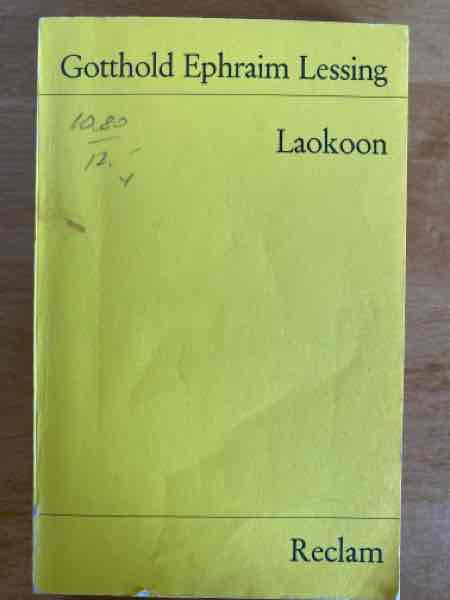 Gotthold Ephraim Lessing
10.80
12.-
Laokoon
Reclam